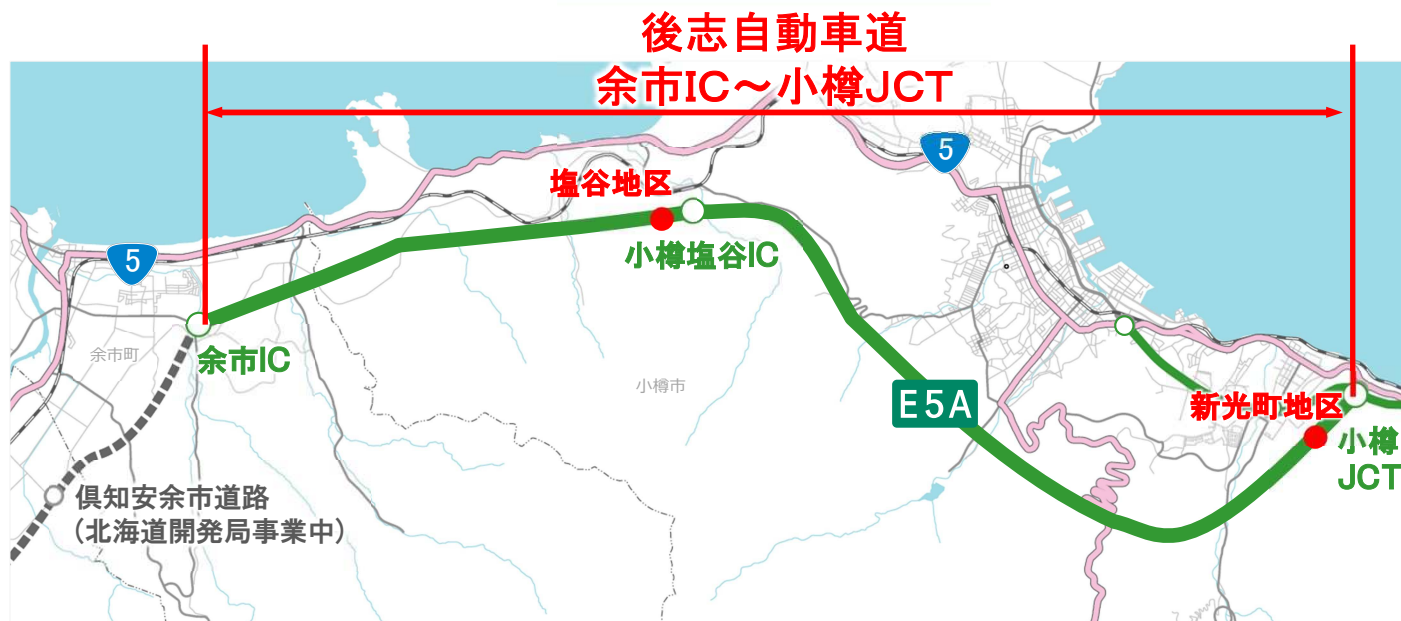 後志自動車道
余市IC～小樽JCT
5
塩谷地区
小樽塩谷IC
5
余市町
余市IC
小樽市
E5A
新光町地区
小樽
JCT
倶知安余市道路
(北海道開発局事業中)